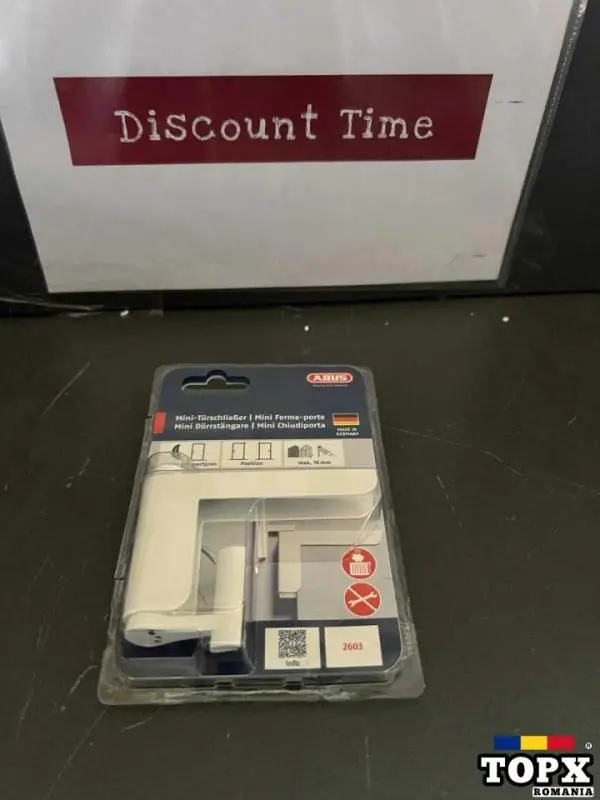 Discount Time
ABUS
Mini-Türschließer | Mini Ferme-porte
Mini Dörrstängare | Mini Chiudiporta
MADE IN
GERMANY
Position
max. 18 mm
Info
2603
TOPX
ROMANIA